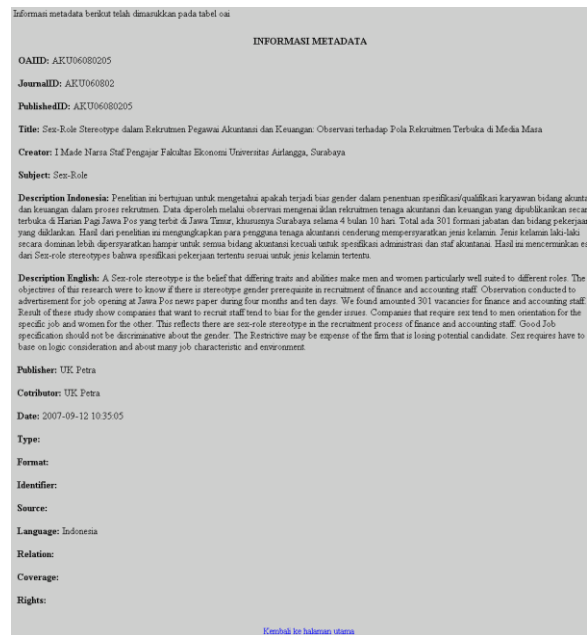 Informasi metadata berikut telah dimasukkan pada tabel oai
INFORMASI METADATA
OAIID: AKU06080205
JournalID: AKU060802
PublishedID: AKU06080205
Title: Sex-Role Stereotype dalam Rekrutmen Pegawai Akuntansi dan Keuangan: Observasi terhadap Pola Rekruitmen Terbuka di Media Masa
Creator: I Made Narsa Staf Pengajar Fakultas Ekonomi Universitas Airlangga, Surabaya
Subject: Sex-Role
Description Indonesia: Penelitian ini bertujuan untuk mengetahui apakah terjadi bias gender dalam penentuan spesifikasi/qualifikasi karyawan bidang akunta
dan keuangan dalam proses rekrutmen. Data diperoleh melalui observasi mengenai iklan rekruitmen tenaga akuntansi dan keuangan yang dipublikasikan secar
terbuka di Harian Pagi Jawa Pos yang terbit di Jawa Timur, khususnya Surabaya selama 4 bulan 10 hari. Total ada 301 formasi jabatan dan bidang pekerjaan
yang diiklankan. Hasil dari penelitian ini mengungkapkan para pengguna tenaga akuntansi cenderung mempersyaratkan jenis kelamin. Jenis kelamin laki-laki
secara dominan lebih dipersyaratkan hampir untuk semua bidang akuntansi kecuali untuk spesifikasi administrasi dan staf akuntanai. Hasil ini mencerminkan es
dari Sex-role stereotypes bahwa spesifikasi pekerjaan tertentu sesuai untuk jenis kelamin tertentu.
Description English: A Sex-role stereotype is the belief that differing traits and abilities make men and women particularly well suited to different roles. The
objectives of this research were to know if there is stereotype gender prerequisite in recruitment of finance and accounting staff. Observation conducted to
advertisement for job opening at Jawa Pos news paper during four months and ten days. We found amounted 301 vacancies for finance and accounting staff.
Result of these study show companies that want to recruit staff tend to bias for the gender issues. Companies that require sex tend to men orientation for the
specific job and women for the other. This reflects there are sex-role stereotype in the recruitment process of finance and accounting staff. Good Job
specification should not be discriminative about the gender. The Restrictive may be expense of the firm that is losing potential candidate. Sex requires have to
base on logic consideration and about many job characteristic and environment.
Publisher: UK Petra
Cotributor: UK Petra
Date: 2007-09-12 10:35:05
Type:
Format:
Identifier:
Source:
Language: Indonesia
Relation:
Coverage:
Rights:
Kembali ke halaman utama